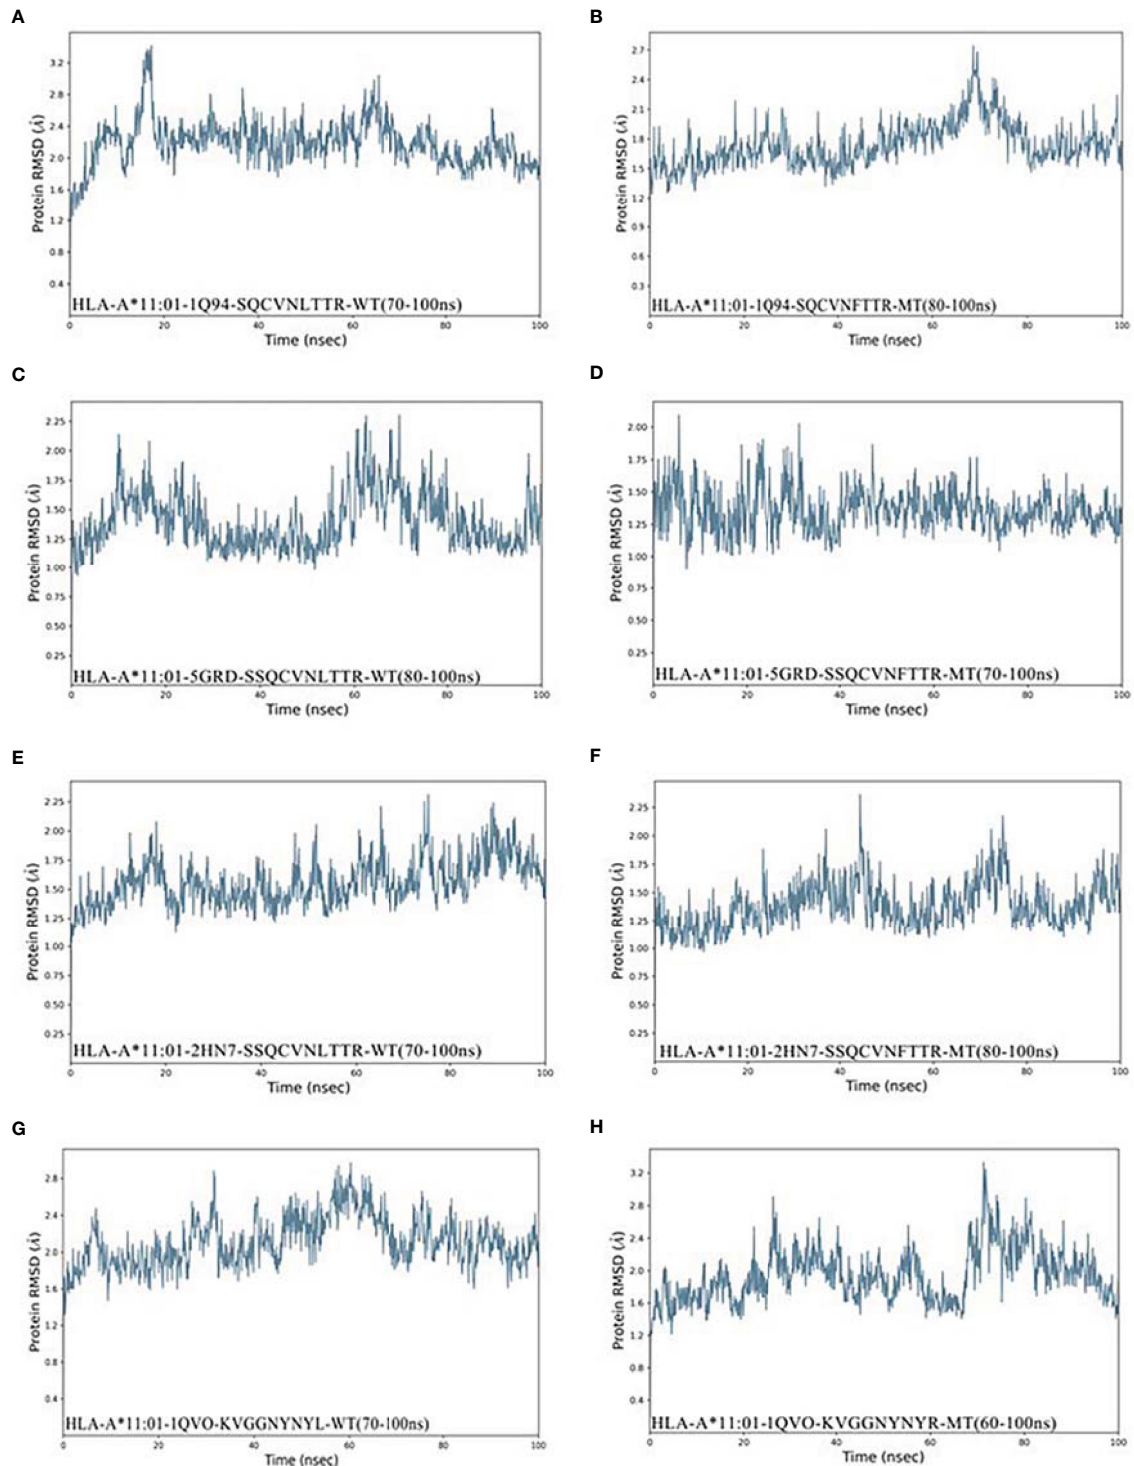 A
B
Protein RMSD (Å)
3.2
2.8
2.4
2.0
1.6
1.2
0.8
0.4
HLA-A*11:01-1Q94-SQCVNLTTR-WT(70-100ns)
0 20 40 60 80 100
Time (nsec)
Protein RMSD (Å)
2.7
2.4
2.1
1.8
1.5
1.2
0.9
0.6
0.3
HLA-A*11:01-1Q94-SQCVNFTTR-MT(80-100ns)
0 20 40 60 80 100
Time (nsec)
C
D
Protein RMSD (Å)
2.25
2.00
1.75
1.50
1.25
1.00
0.75
0.50
0.25
HLA-A*11:01-5GRD-SSQCVNLTTR-WT(80-100ns)
0 20 40 60 80 100
Time (nsec)
Protein RMSD (Å)
2.00
1.75
1.50
1.25
1.00
0.75
0.50
0.25
HLA-A*11:01-5GRD-SSQCVNFTTR-MT(70-100ns)
0 20 40 60 80 100
Time (nsec)
E
F
Protein RMSD (Å)
2.25
2.00
1.75
1.50
1.25
1.00
0.75
0.50
0.25
HLA-A*11:01-2HN7-SSQCVNLTTR-WT(70-100ns)
0 20 40 60 80 100
Time (nsec)
Protein RMSD (Å)
2.25
2.00
1.75
1.50
1.25
1.00
0.75
0.50
0.25
HLA-A*11:01-2HN7-SSQCVNFTTR-MT(80-100ns)
0 20 40 60 80 100
Time (nsec)
G
H
Protein RMSD (Å)
2.8
2.4
2.0
1.6
1.2
0.8
0.4
HLA-A*11:01-1QVO-KVGGNYNYL-WT(70-100ns)
0 20 40 60 80 100
Time (nsec)
Protein RMSD (Å)
3.2
2.8
2.4
2.0
1.6
1.2
0.8
0.4
HLA-A*11:01-1QVO-KVGGNYNYR-MT(60-100ns)
0 20 40 60 80 100
Time (nsec)